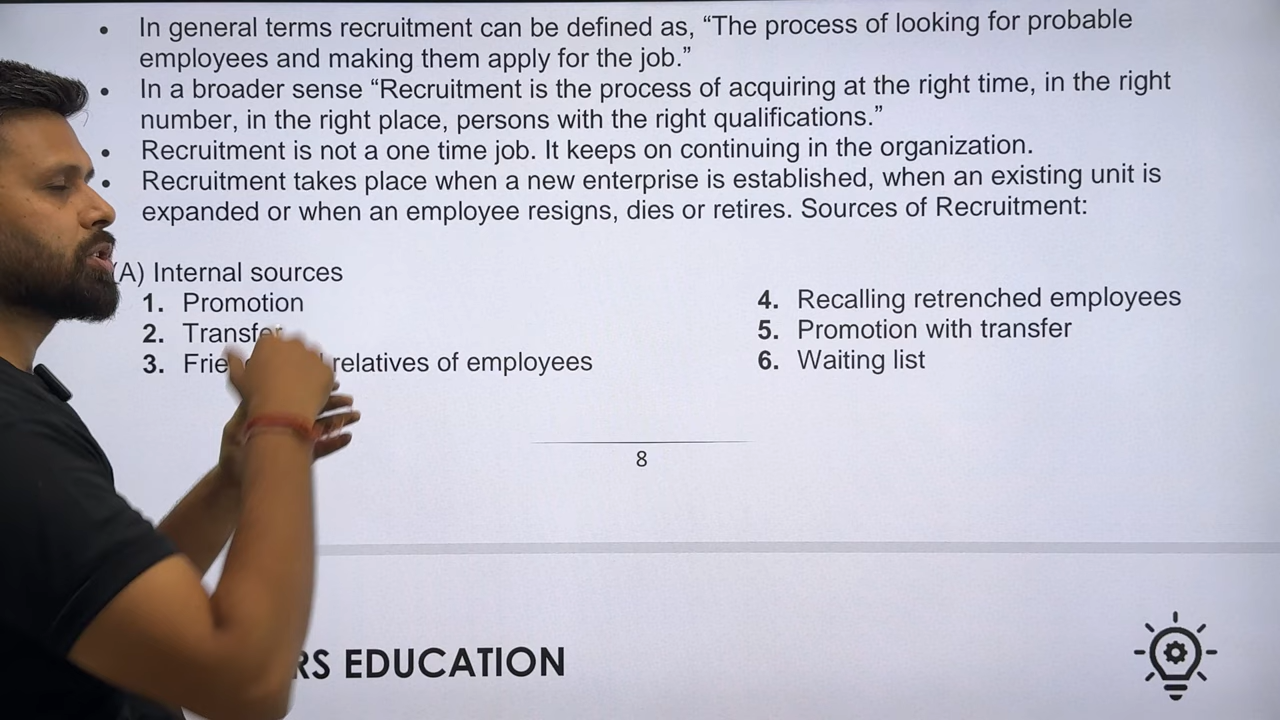 • In general terms recruitment can be defined as, “The process of looking for probable
employees and making them apply for the job.”
• In a broader sense “Recruitment is the process of acquiring at the right time, in the right
number, in the right place, persons with the right qualifications.”
• Recruitment is not a one time job. It keeps on continuing in the organization.
• Recruitment takes place when a new enterprise is established, when an existing unit is
expanded or when an employee resigns, dies or retires. Sources of Recruitment:
(A) Internal sources
1. Promotion
2. Transfer
3. relatives of employees
4. Recalling retrenched employees
5. Promotion with transfer
6. Waiting list
8
EDUCATION